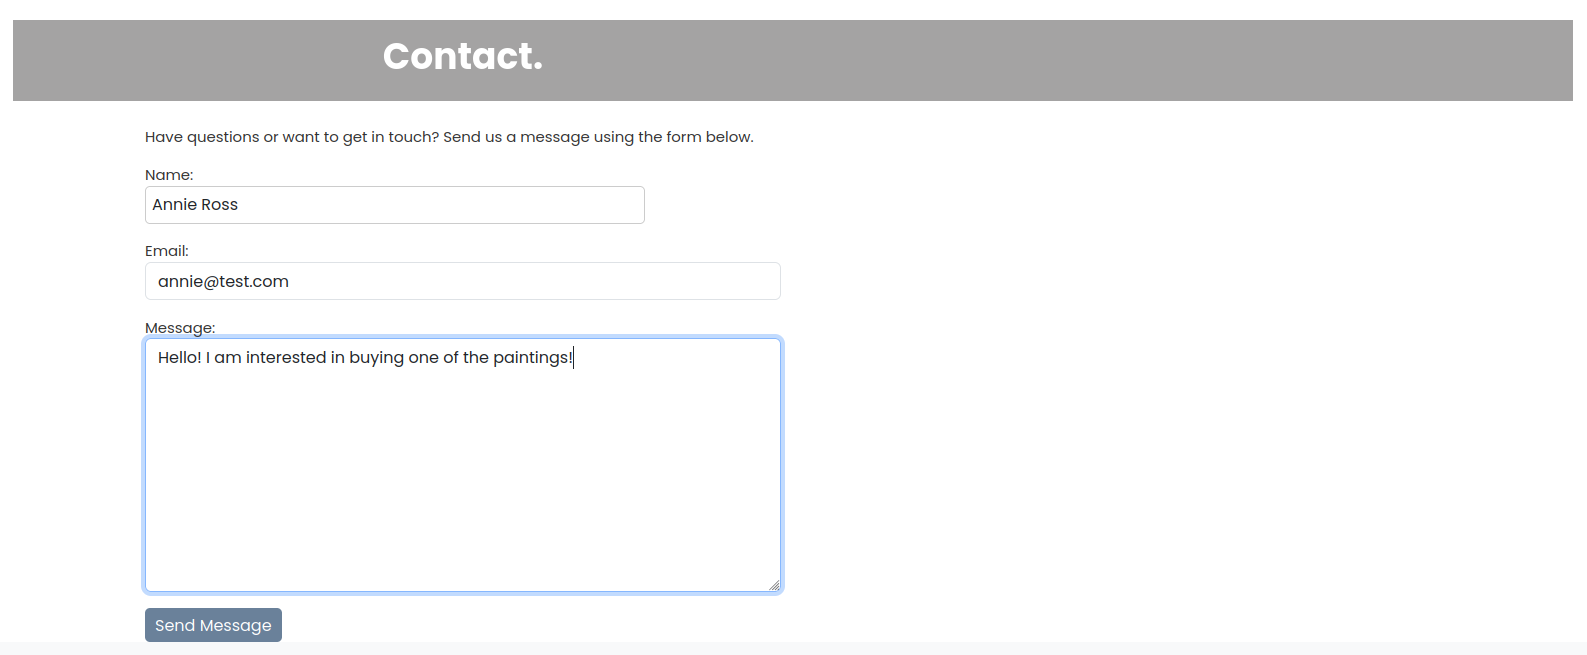 Contact.
Have questions or want to get in touch? Send us a message using the form below.
Name:
Annie Ross
Email:
annie@test.com
Message:
Hello! I am interested in buying one of the paintings!
Send Message